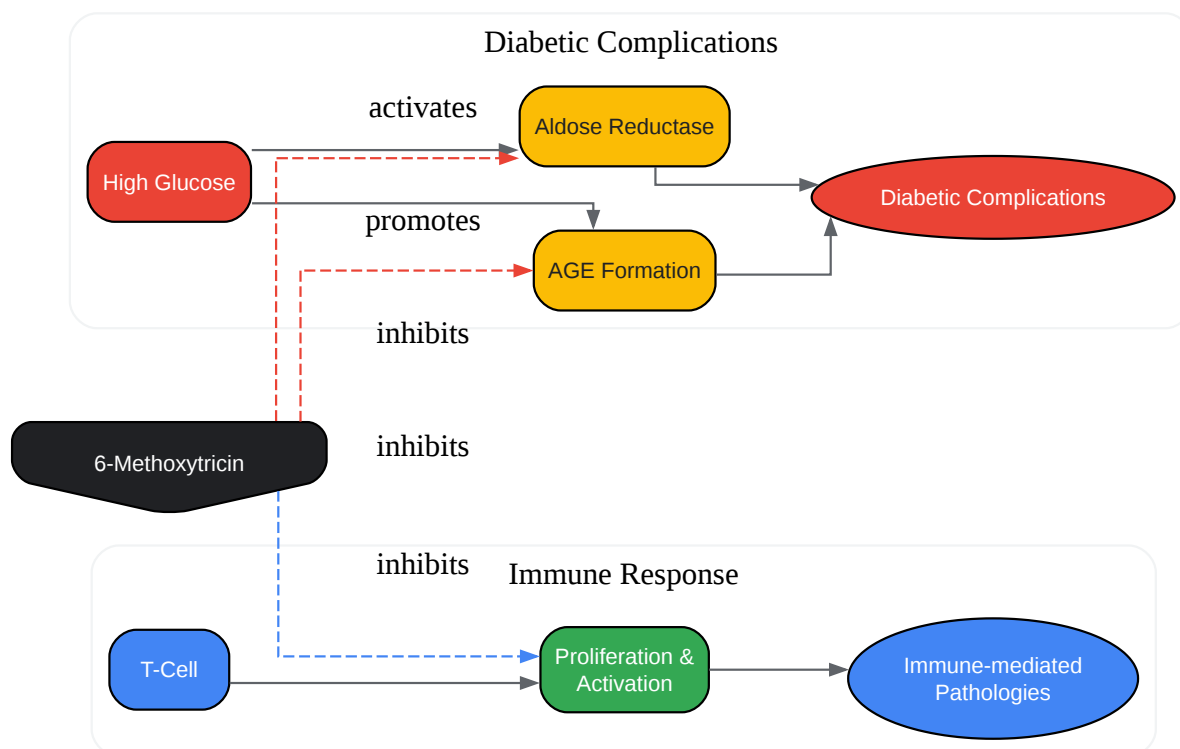 Diabetic Complications
activates
Aldose Reductase
High Glucose
Diabetic Complications
promotes
AGE Formation
inhibits
6-Methoxytricin
inhibits
inhibits
Immune Response
T-Cell
Proliferation &
Activation
Immune-mediated
Pathologies